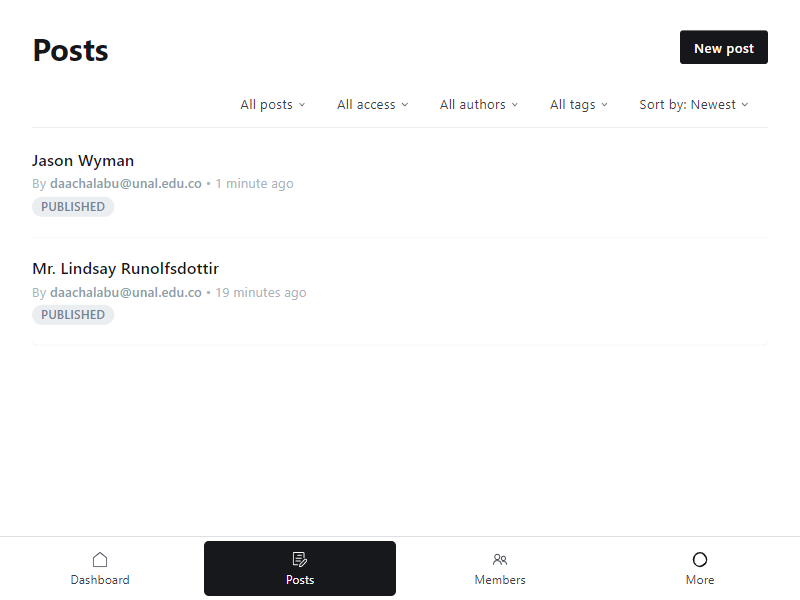 Posts
New post
All posts All access All authors All tags Sort by: Newest
Jason Wyman
By daachalabu@unal.edu.co • 1 minute ago
PUBLISHED
Mr. Lindsay Runolfsdottir
By daachalabu@unal.edu.co • 19 minutes ago
PUBLISHED
Dashboard Posts Members More